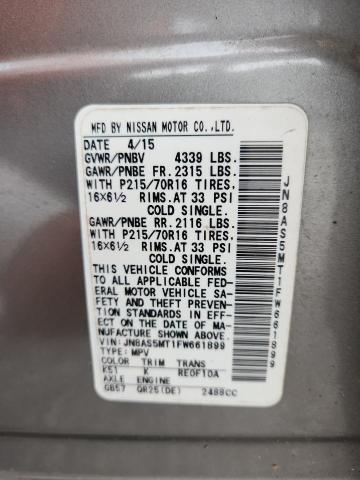 MFD BY NISSAN MOTOR CO., LTD.
DATE 4/15
GVWR/PNBV 4339 LBS.
GAWR/PNBE FR. 2315 LBS.
WITH P215/70R16 TIRES,
16X6½ RIMS. AT 33 PSI
COLD SINGLE.
GAWR/PNBE RR. 2116 LBS.
WITH P215/70R16 TIRES,
16X6½ RIMS. AT 33 PSI
COLD SINGLE.
THIS VEHICLE CONFORMS
TO ALL APPLICABLE FED-
ERAL MOTOR VEHICLE SA-
FETY AND THEFT PREVEN-
TION STANDARDS IN EFF-
ECT ON THE DATE OF MA-
NUFACTURE SHOWN ABOVE.
VIN: JN8AS5MT1FW661899
TYPE: MPV
COLOR TRIM TRANS
K51 K RE0F10A
AXLE ENGINE
GB57 QR25(DE) 2488CC
JN8AS5MT1FW661899